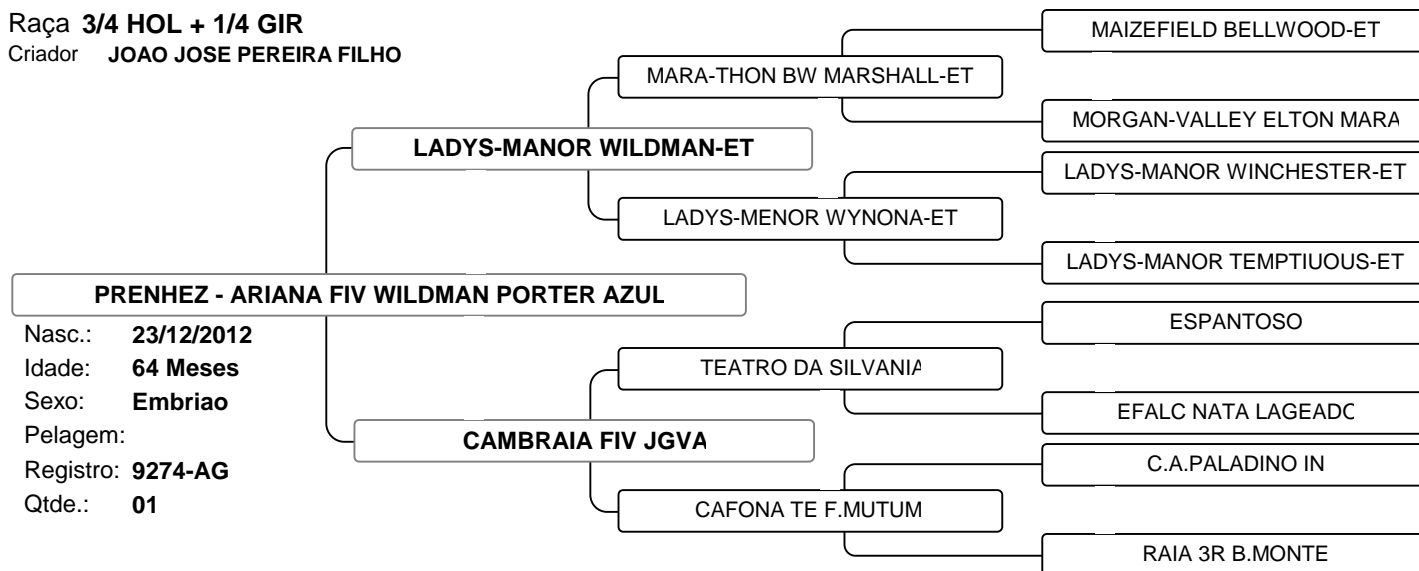 Raça 3/4 HOL + 1/4 GIR
Criador JOAO JOSE PEREIRA FILHO
MAIZEFIELD BELLWOOD-ET
MARA-THON BW MARSHALL-ET
MORGAN-VALLEY ELTON MARA
LADYS-MANOR WILDMAN-ET
LADYS-MANOR WINCHESTER-ET
LADYS-MENOR WYNONA-ET
LADYS-MANOR TEMPTIUOUS-ET
PRENHEZ - ARIANA FIV WILDMAN PORTER AZUL
Nasc.: 23/12/2012
Idade: 64 Meses
Sexo: Embriao
Pelagem:
Registro: 9274-AG
Qtde.: 01
ESPANTOSO
TEATRO DA SILVANIA
EFALC NATA LAGEADO
CAMBRAIA FIV JGVA
C.A.PALADINO IN
CAFONA TE F.MUTUM
RAIA 3R B.MONTE